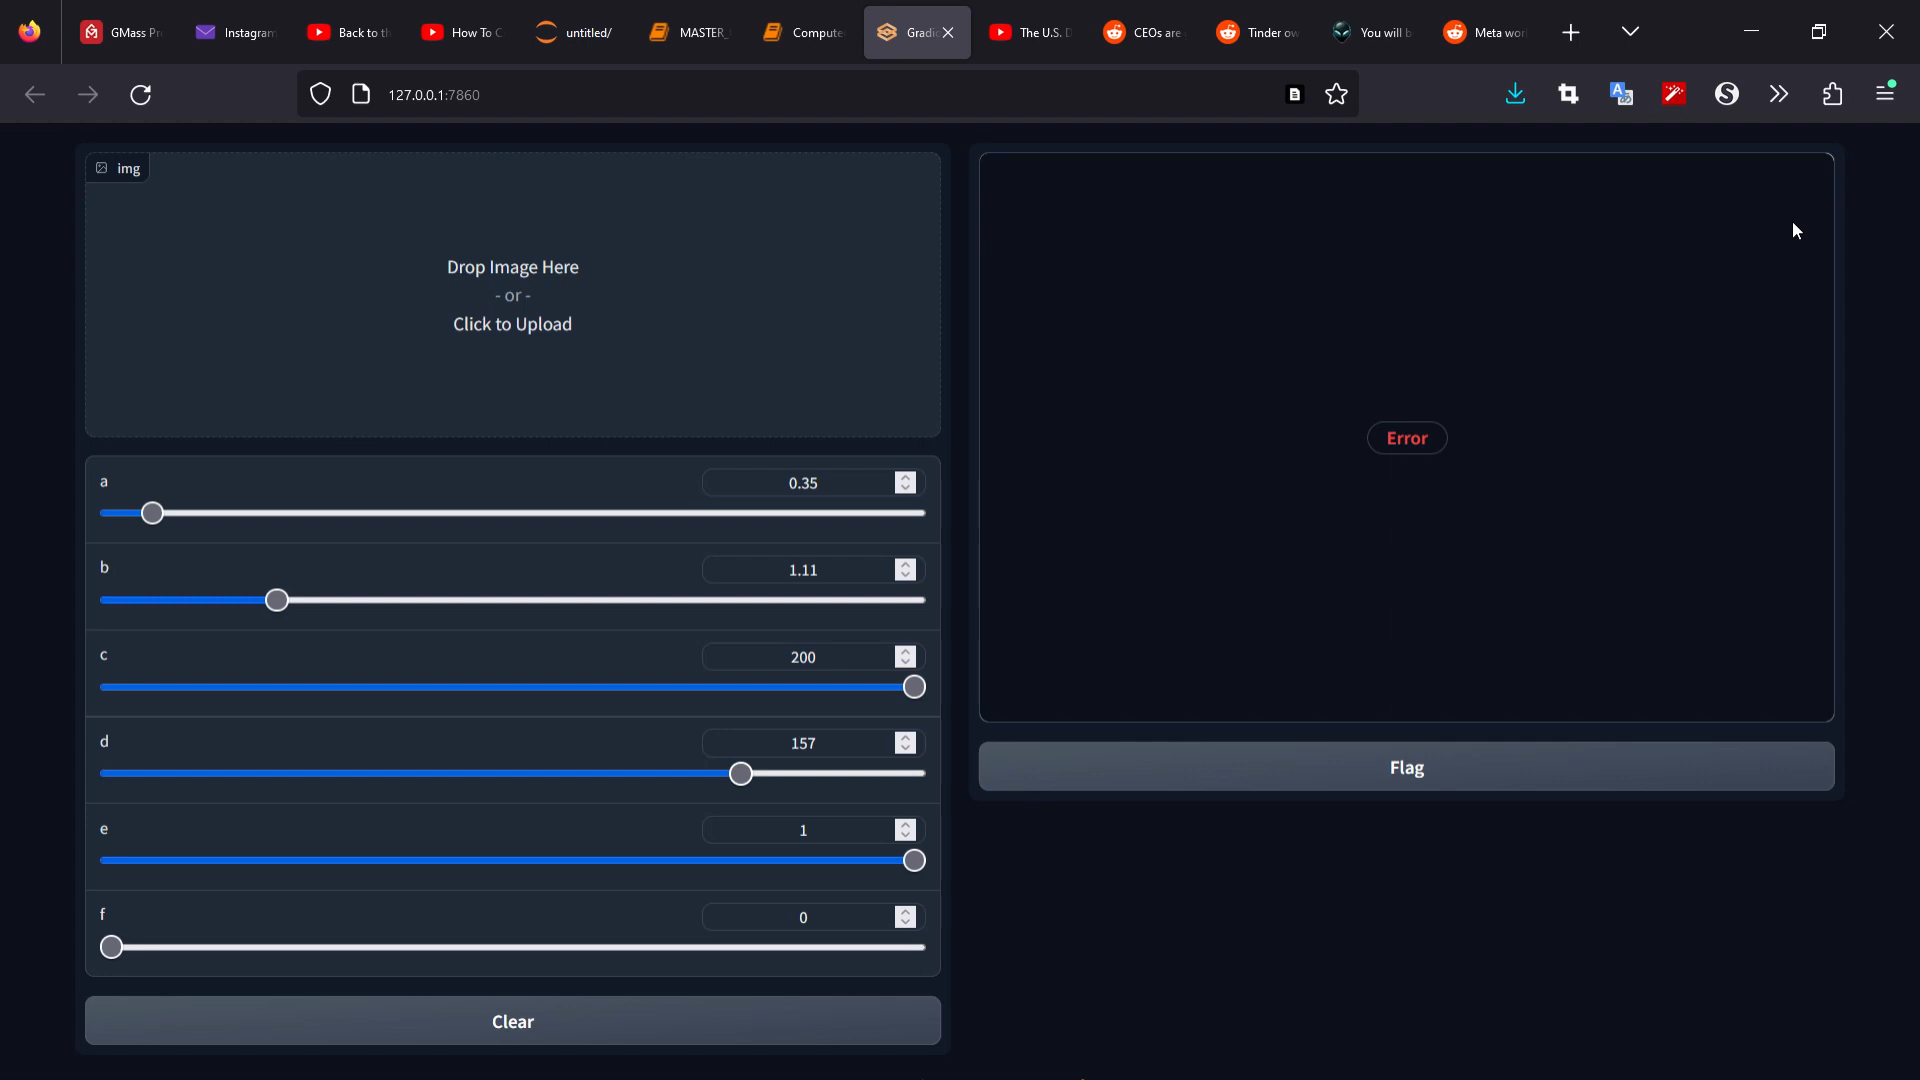 GMass Pr
Instagram
Back to th
How To C
untitled/
MASTER_
Compute
Gradio
The U.S. D
CEOs are
Tinder ow
You will b
Meta wor
127.0.0.1:7860
img
Drop Image Here
- or -
Click to Upload
a
0.35
b
1.11
c
200
d
157
e
1
f
0
Clear
Error
Flag